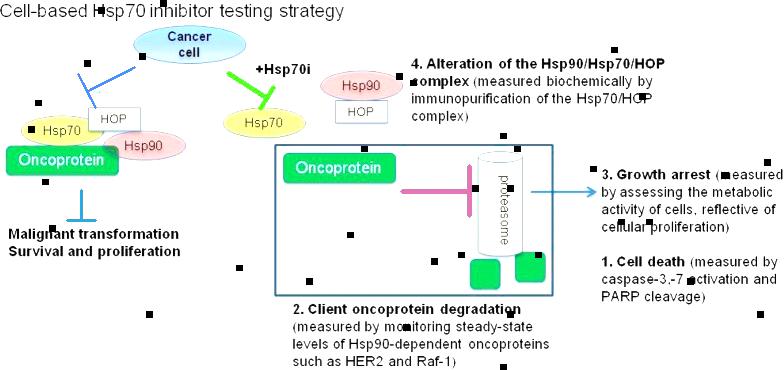 Cell-based Hsp70 inhibitor testing strategy
Cancer
cell
+Hsp70i
Hsp70
HOP
Hsp90
Oncoprotein
Malignant transformation
Survival and proliferation
Hsp70
Hsp90
HOP
4. Alteration of the Hsp90/Hsp70/HOP
complex (measured biochemically by
immunopurification of the Hsp70/HOP
complex)
Oncoprotein
proteasome
3. Growth arrest (measured
by assessing the metabolic
activity of cells, reflective of
cellular proliferation)
1. Cell death (measured by
caspase-3,-7 activation and
PARP cleavage)
2. Client oncoprotein degradation
(measured by monitoring steady-state
levels of Hsp90-dependent oncoproteins
such as HER2 and Raf-1)